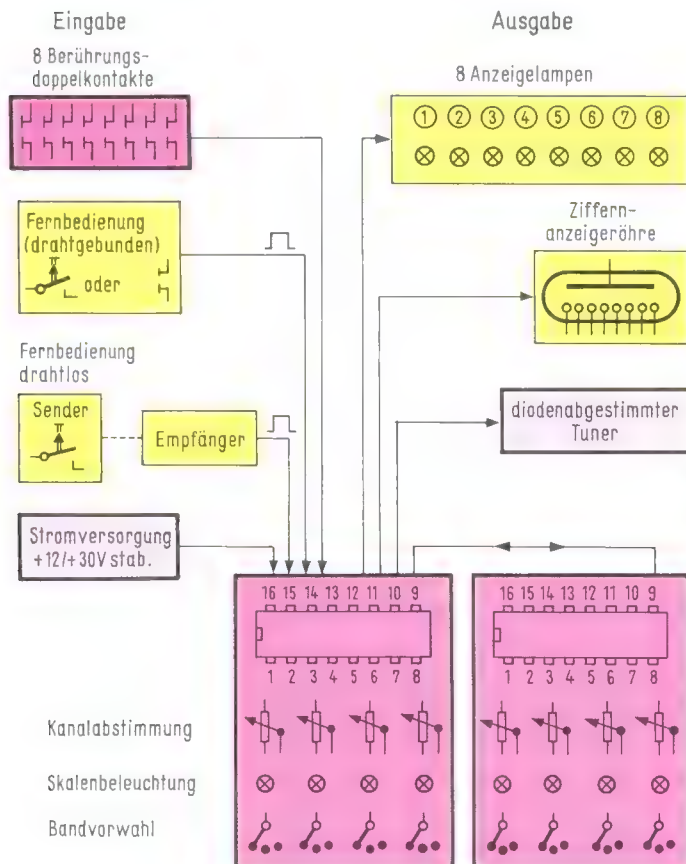 Eingabe
Ausgabe
8 Berührungs-
doppelkontakte
8 Anzeigelampen
1 2 3 4 5 6 7 8
Fernbedienung
(drahtgebunden)
oder
Ziffern-
anzeigeröhre
Fernbedienung
drahtlos
Sender
Empfänger
diodenabgestimmter
Tuner
Stromversorgung
+12/+30V stab.
16 15 14 13 12 11 10 9
1 2 3 4 5 6 7 8
16 15 14 13 12 11 10 9
1 2 3 4 5 6 7 8
Kanalabstimmung
Skalenbeleuchtung
Bandvorwahl